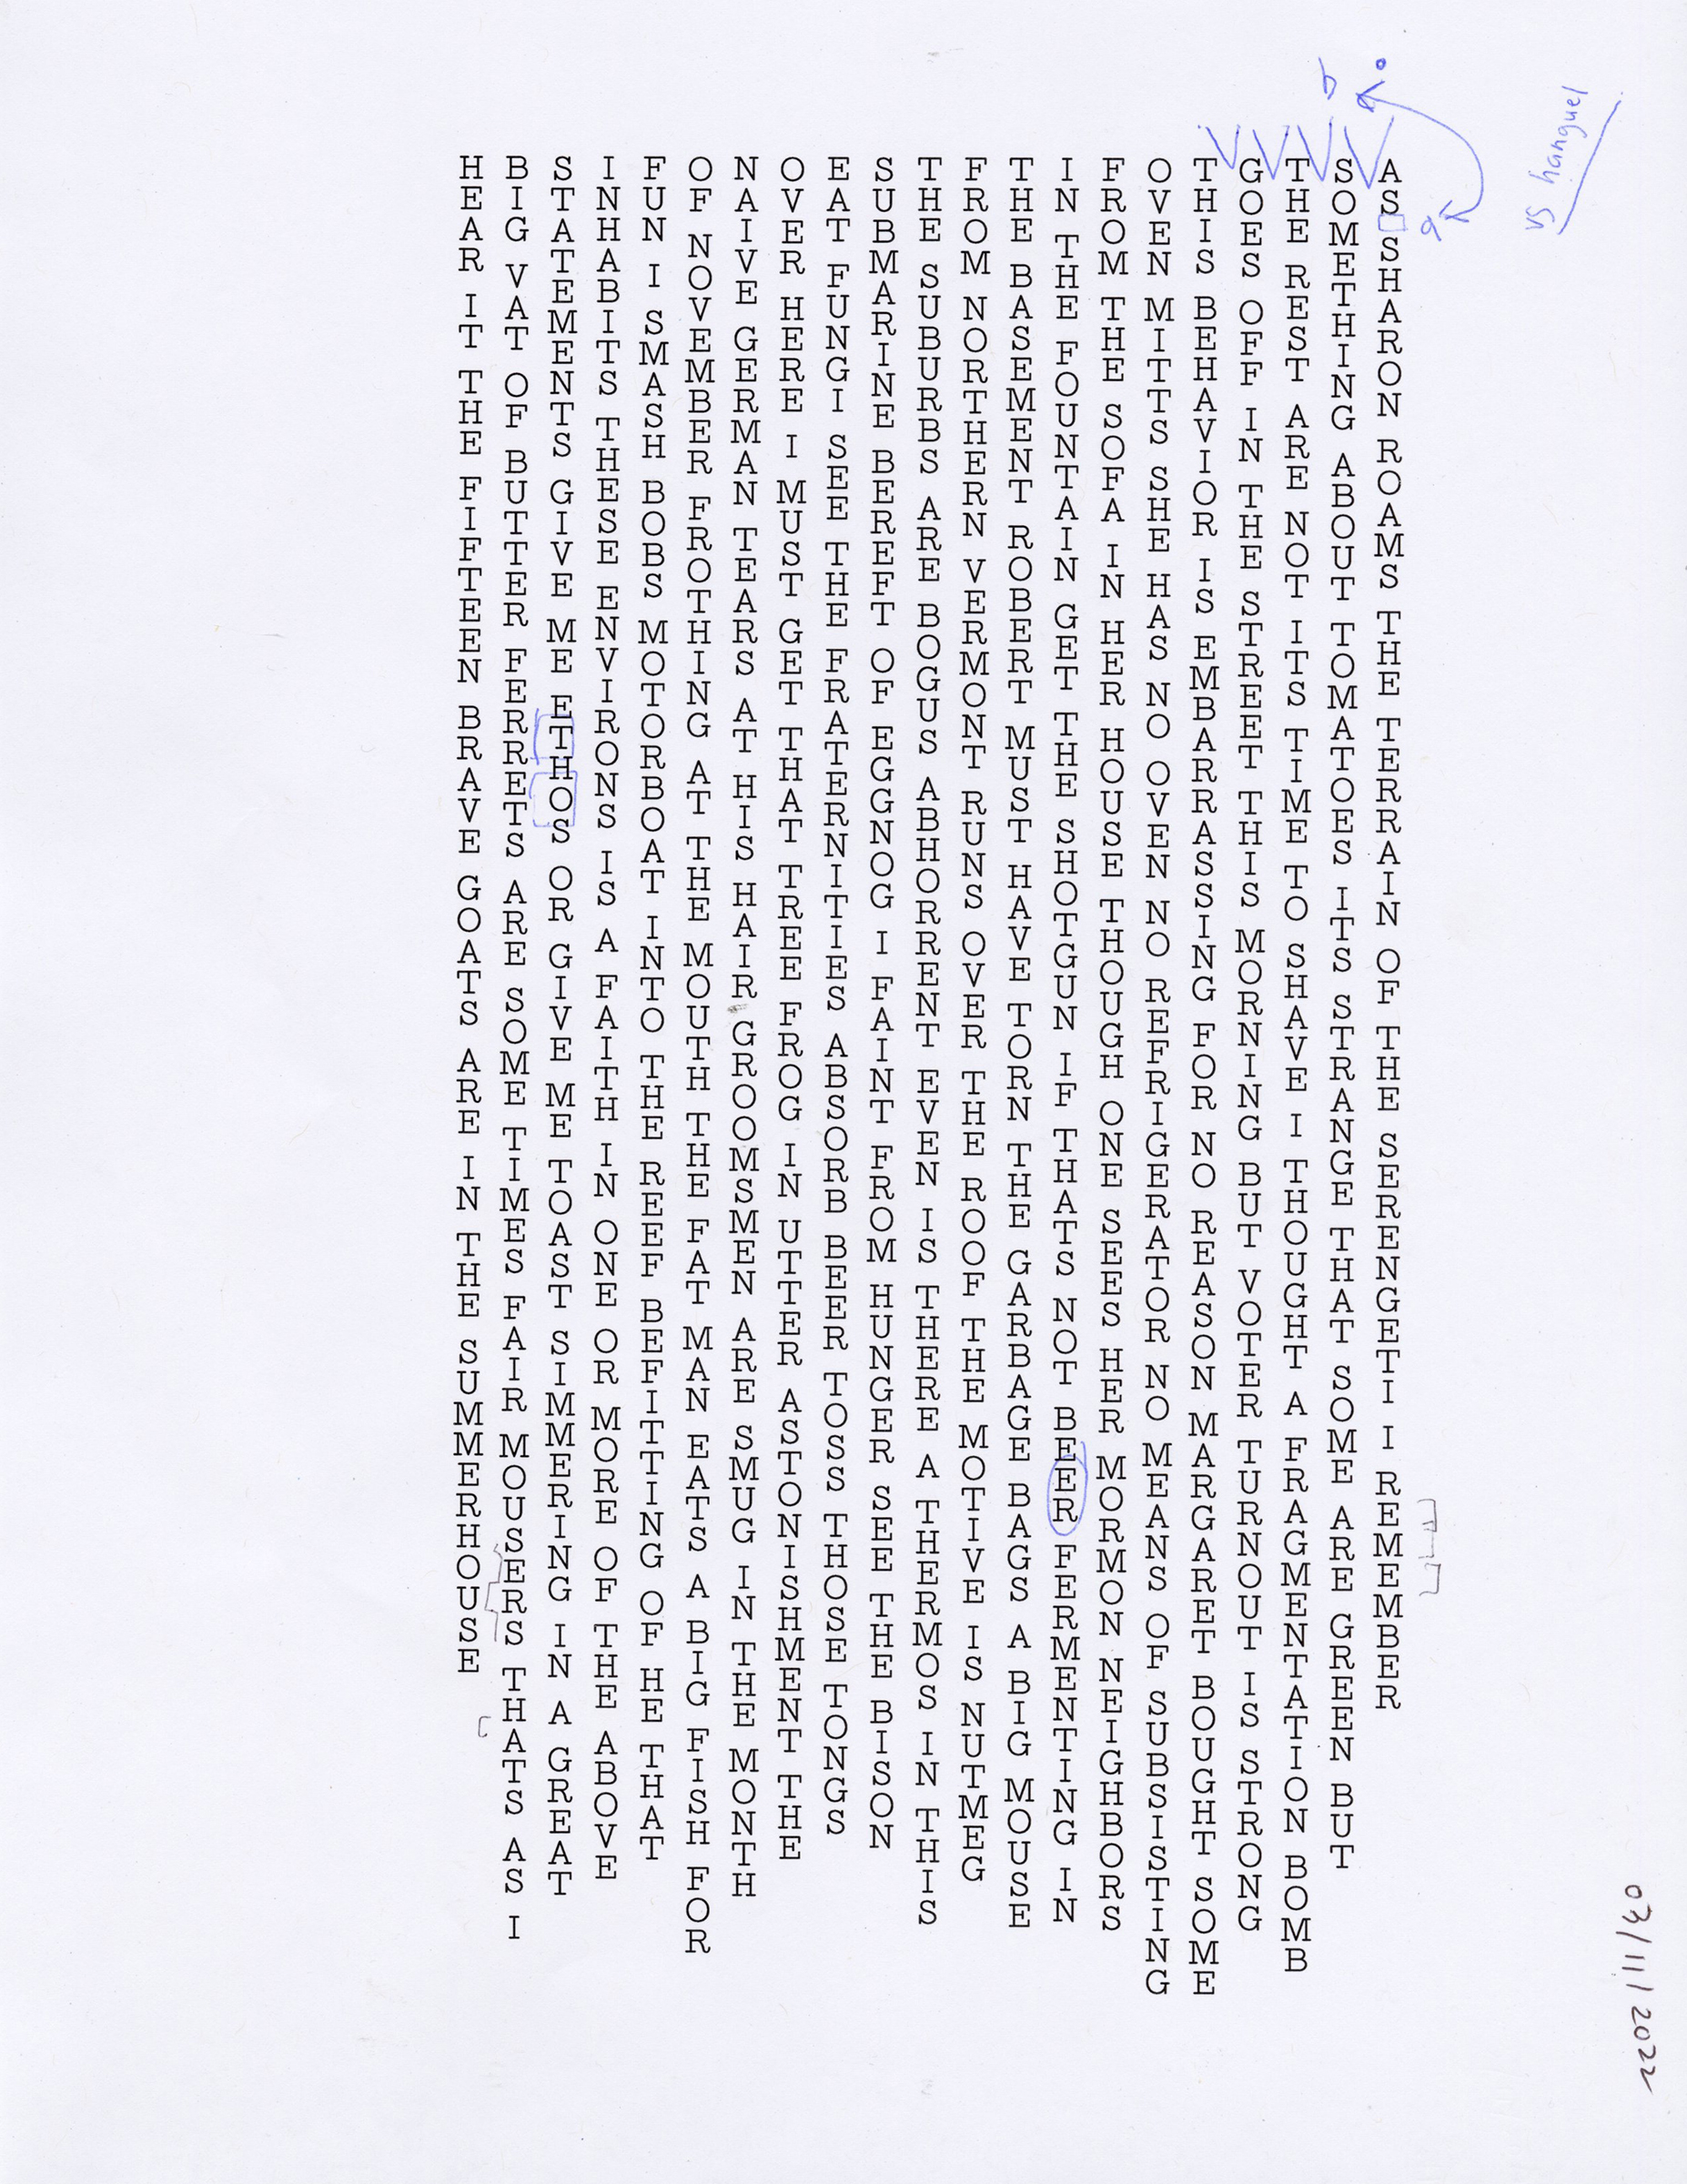 b
a
vs hanguel
AS SHARON ROAMS THE TERRAIN OF THE SERENGETI I REMEMBER
SOMETHING ABOUT TOMATOES ITS STRANGE THAT SOME ARE GREEN BUT
THE REST ARE NOT ITS TIME TO SHAVE I THOUGHT A FRAGMENTATION BOMB
GOES OFF IN THE STREET THIS MORNING BUT VOTER TURNOUT IS STRONG
THIS BEHAVIOR IS EMBARRASSING FOR NO REASON MARGARET BOUGHT SOME
OVEN MITTS SHE HAS NO OVEN NO REFRIGERATOR NO MEANS OF SUBSISTING
FROM THE SOFA IN HER HOUSE THOUGH ONE SEES HER MORMON NEIGHBORS
IN THE FOUNTAIN GET THE SHOTGUN IF THATS NOT BEER FERMENTING IN
THE BASEMENT ROBERT MUST HAVE TORN THE GARBAGE BAGS A BIG MOUSE
FROM NORTHERN VERMONT RUNS OVER THE ROOF THE MOTIVE IS NUTMEG
THE SUBURBS ARE BOGUS ABHORRENT EVEN IS THERE A THERMOS IN THIS
SUBMARINE BEREFT OF EGGNOG I FAINT FROM HUNGER SEE THE BISON
EAT FUNGI SEE THE FRATERNITIES ABSORB BEER TOSS THOSE TONGS
OVER HERE I MUST GET THAT TREE FROG IN UTTER ASTONISHMENT THE
NAIVE GERMAN TEARS AT HIS HAIR GROOMSMEN ARE SMUG IN THE MONTH
OF NOVEMBER FROTHING AT THE MOUTH THE FAT MAN EATS A BIG FISH FOR
FUN I SMASH BOBS MOTORBOAT INTO THE REEF BEFITTING OF HE THAT
INHABITS THESE ENVIRONS IS A FAITH IN ONE OR MORE OF THE ABOVE
STATEMENTS GIVE ME ETHOS OR GIVE ME TOAST SIMMERING IN A GREAT
BIG VAT OF BUTTER FERRETS ARE SOME TIMES FAIR MOUSERS THATS AS I
HEAR IT THE FIFTEEN BRAVE GOATS ARE IN THE SUMMERHOUSE
03/11/2022